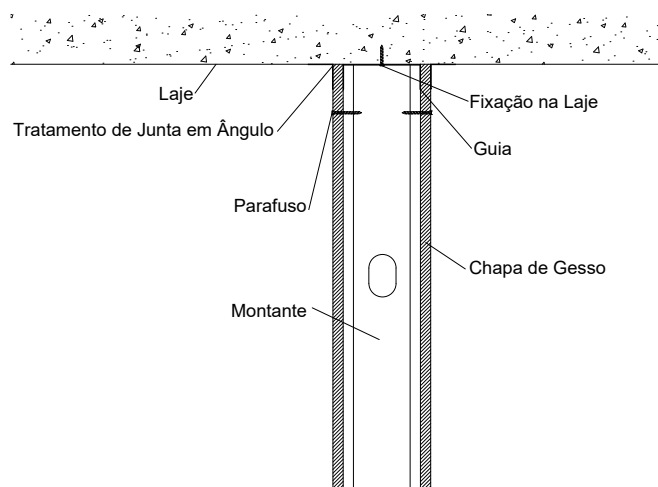 Laje
Fixação na Laje
Tratamento de Junta em Ângulo
Guia
Parafuso
Chapa de Gesso
Montante